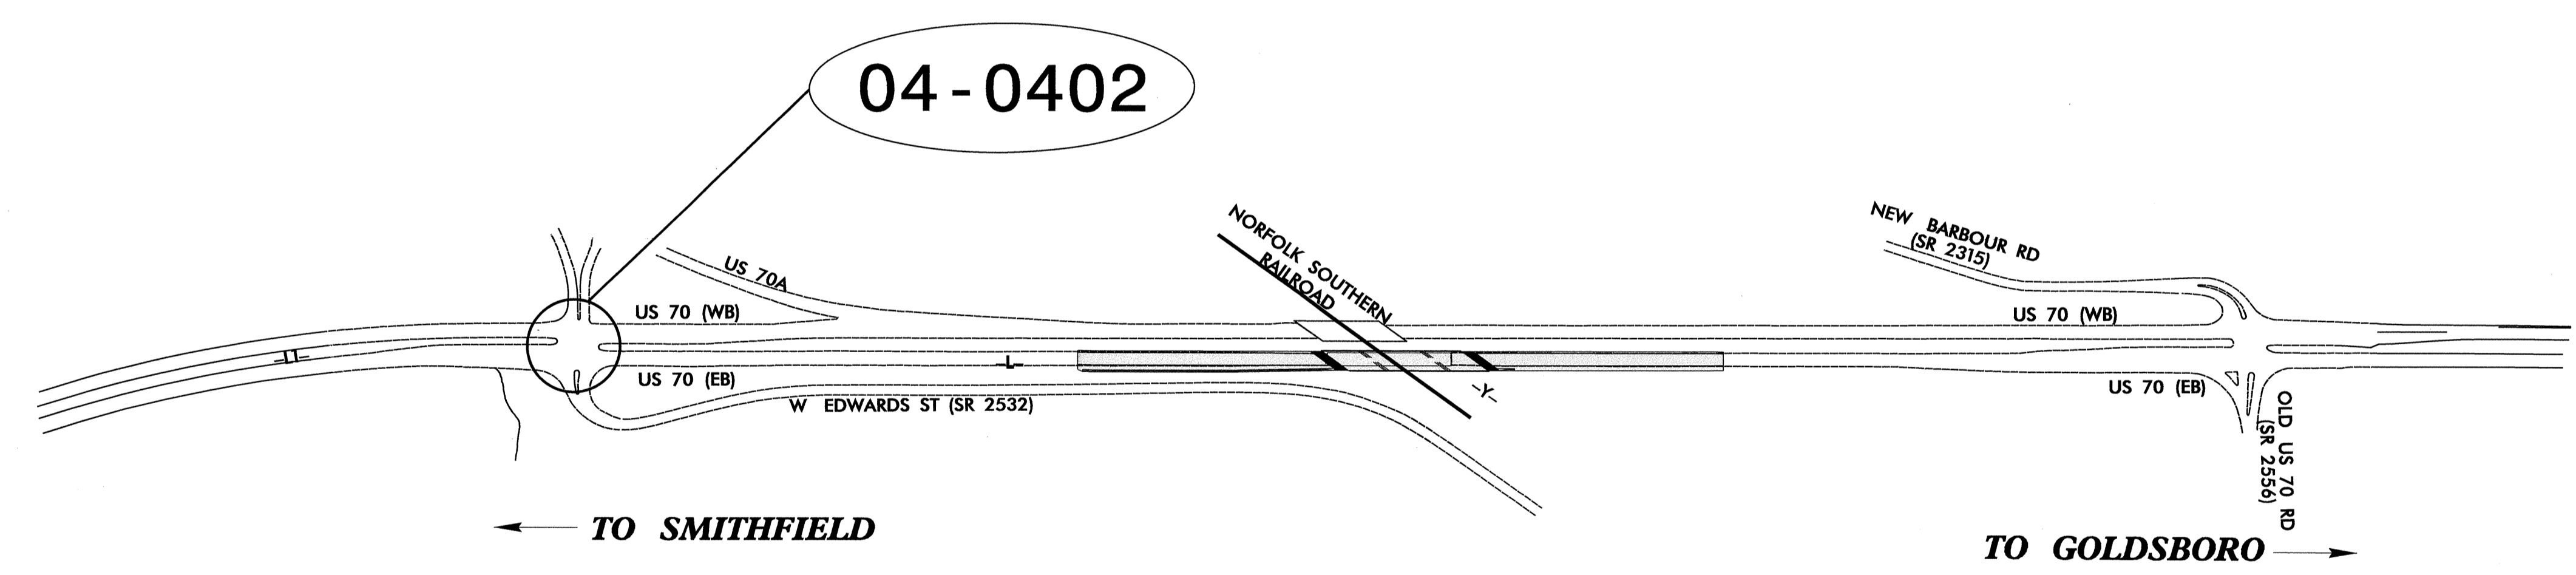 04-0402
NORFOLK SOUTHERN
RAILROAD
NEW BARBOUR RD
(SR 2315)
US 70A
US 70 (WB)
US 70 (WB)
-L1-
-L-
US 70 (EB)
W EDWARDS ST (SR 2532)
-Y-
US 70 (EB)
OLD US 70 RD
(SR 2556)
TO SMITHFIELD
TO GOLDSBORO